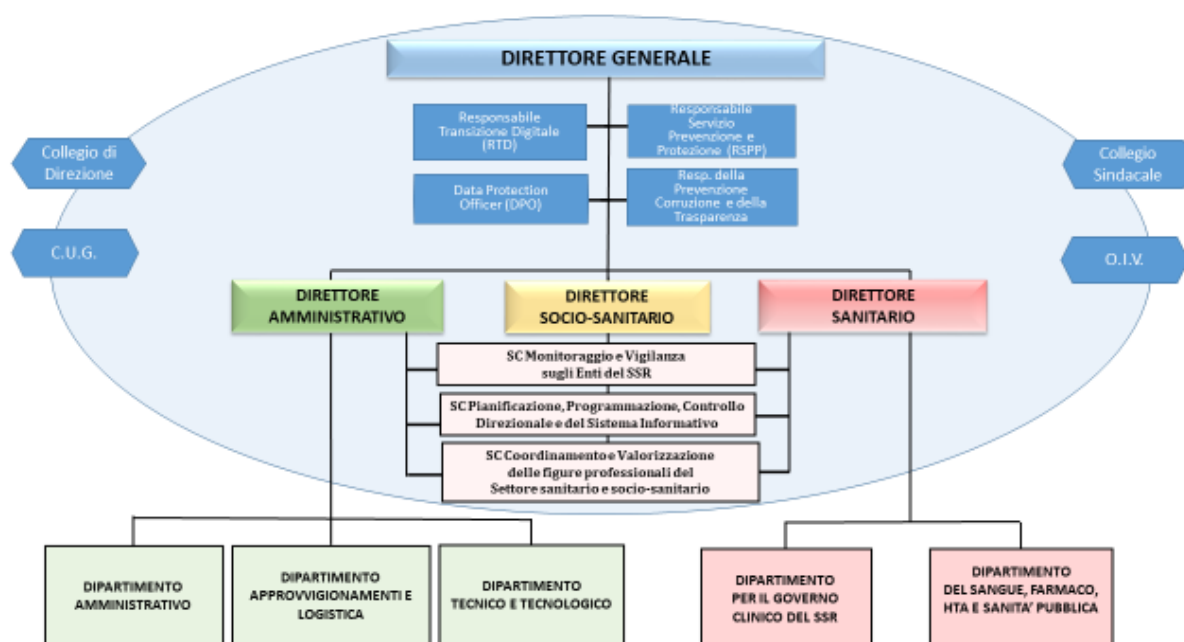 DIRETTORE GENERALE
Responsabile
Transizione Digitale
(RTD)
Responsabile
Servizio
Prevenzione e
Protezione (RSPP)
Collegio di
Direzione
Collegio
Sindacale
Data Protection
Officer (DPO)
Resp. della
Prevenzione
Corruzione e della
Trasparenza
C.U.G.
O.I.V.
DIRETTORE
AMMINISTRATIVO
DIRETTORE
SOCIO-SANITARIO
DIRETTORE
SANITARIO
SC Monitoraggio e Vigilanza
sugli Enti del SSR
SC Pianificazione, Programmazione, Controllo
Direzionale e del Sistema Informativo
SC Coordinamento e Valorizzazione
delle figure professionali del
Settore sanitario e socio-sanitario
DIPARTIMENTO
AMMINISTRATIVO
DIPARTIMENTO
APPROVVIGIONAMENTI E
LOGISTICA
DIPARTIMENTO
TECNICO E TECNOLOGICO
DIPARTIMENTO
PER IL GOVERNO
CLINICO DEL SSR
DIPARTIMENTO
DEL SANGUE, FARMACO,
HTA E SANITA' PUBBLICA